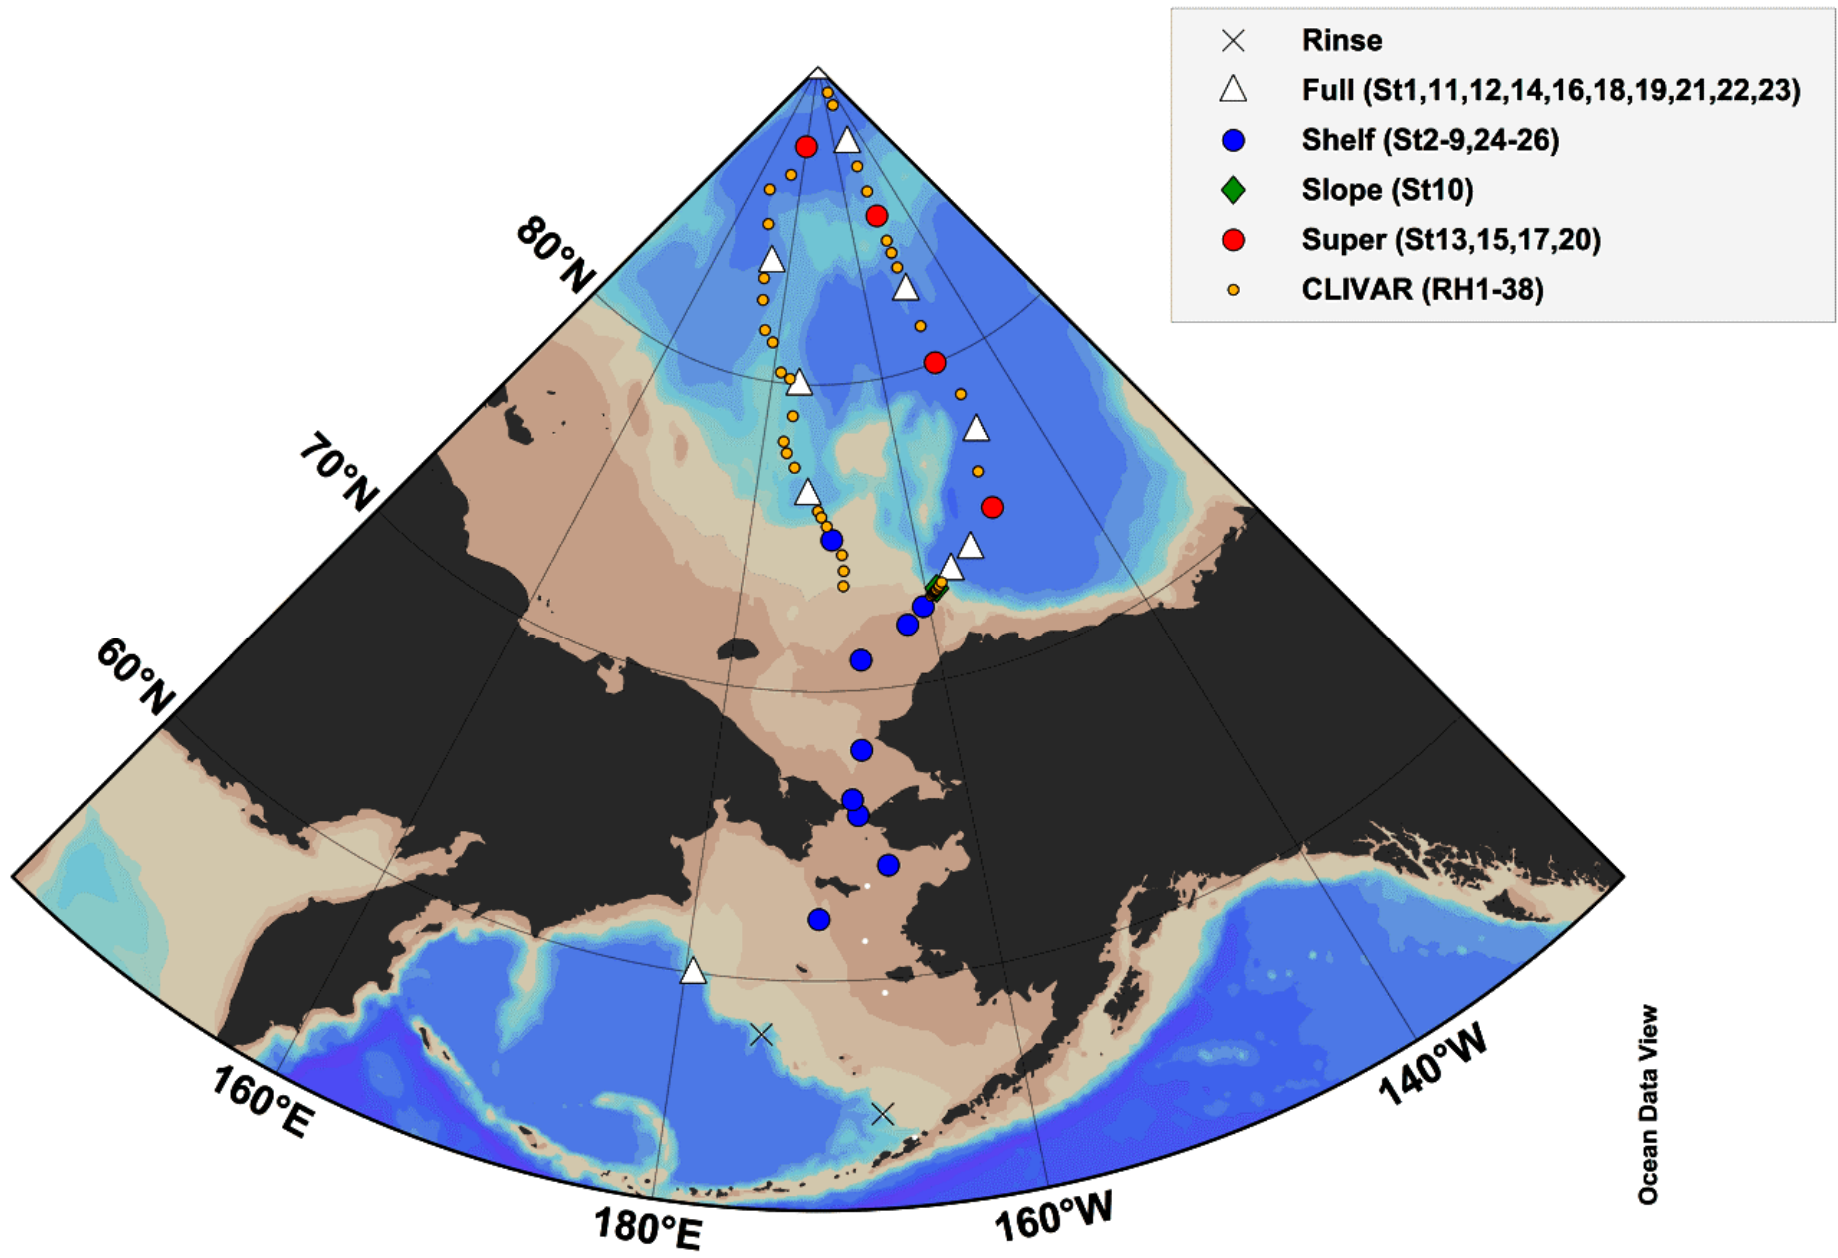 Rinse
Full (St1,11,12,14,16,18,19,21,22,23)
Shelf (St2-9,24-26)
Slope (St10)
Super (St13,15,17,20)
CLIVAR (RH1-38)
80°N
70°N
60°N
160°E
180°E
160°W
140°W
Ocean Data View